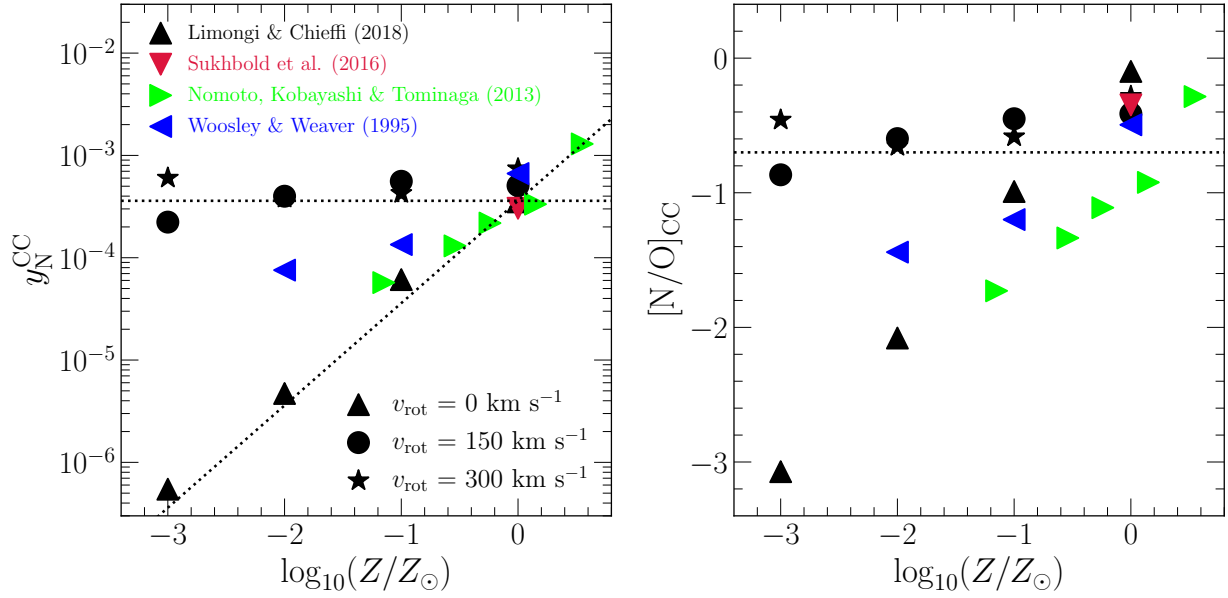 Limongi & Chieffi (2018)
Sukhbold et al. (2016)
Nomoto, Kobayashi & Tominaga (2013)
Woosley & Weaver (1995)
v_rot = 0 km s⁻¹
v_rot = 150 km s⁻¹
v_rot = 300 km s⁻¹
10⁻²
10⁻³
10⁻⁴
10⁻⁵
10⁻⁶
y_N^CC
−3 −2 −1 0
log₁₀(Z/Z☉)
0
−1
−2
−3
[N/O]_CC
−3 −2 −1 0
log₁₀(Z/Z☉)